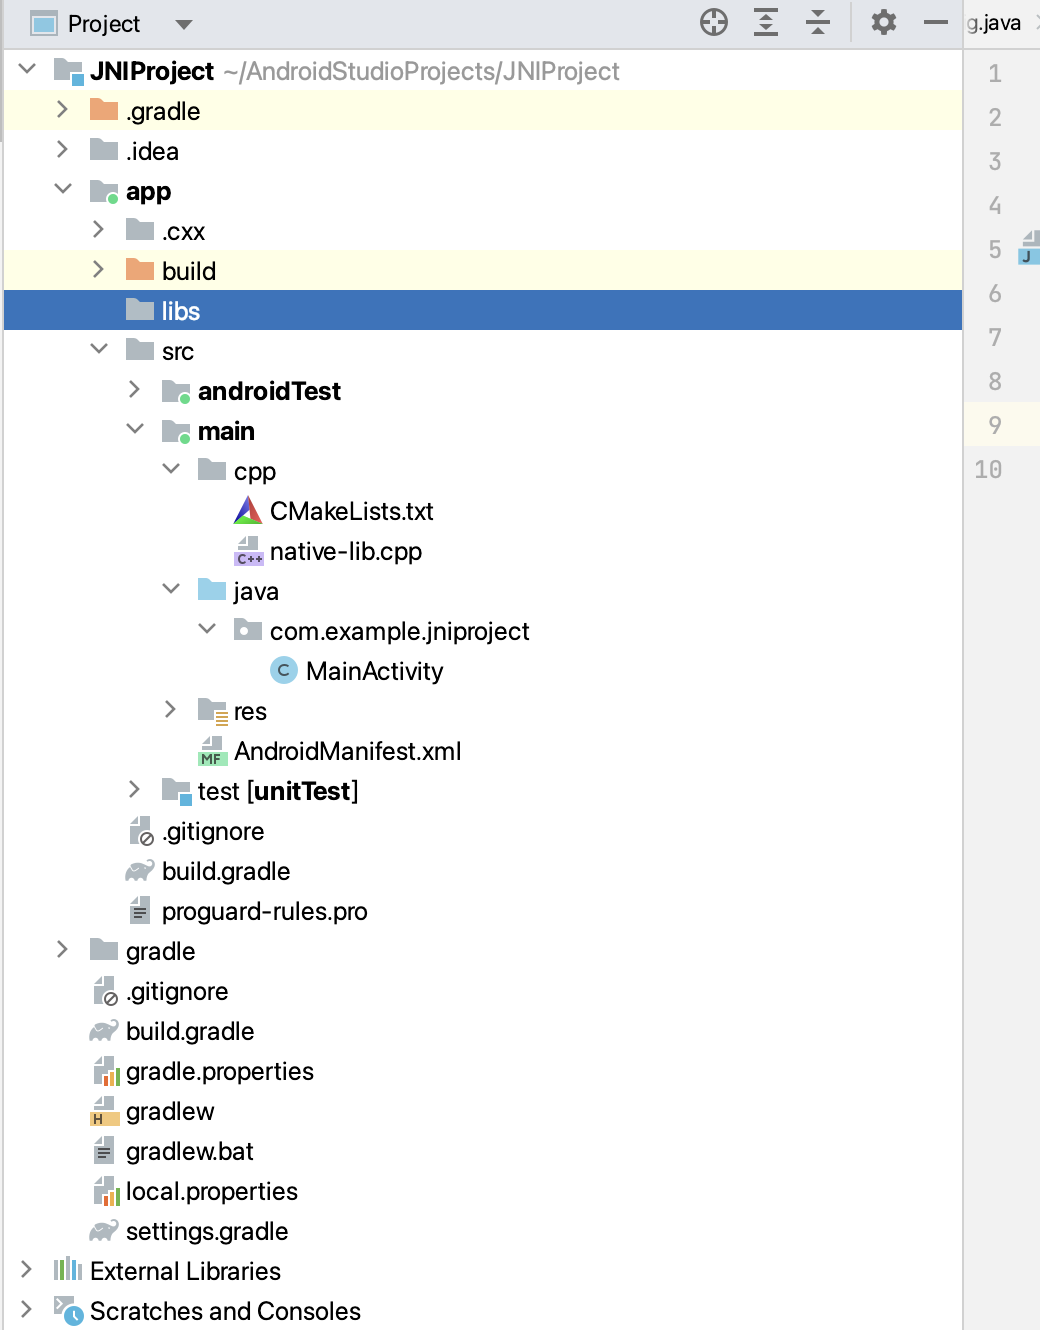 Project
g.java
JNIProject ~/AndroidStudioProjects/JNIProject
.gradle
.idea
app
.cxx
build
libs
src
androidTest
main
cpp
CMakeLists.txt
C++ native-lib.cpp
java
com.example.jniproject
C MainActivity
res
MF AndroidManifest.xml
test [unitTest]
.gitignore
build.gradle
proguard-rules.pro
gradle
.gitignore
build.gradle
gradle.properties
H gradlew
gradlew.bat
local.properties
settings.gradle
External Libraries
Scratches and Consoles
1
2
3
4
5 J
6
7
8
9
10